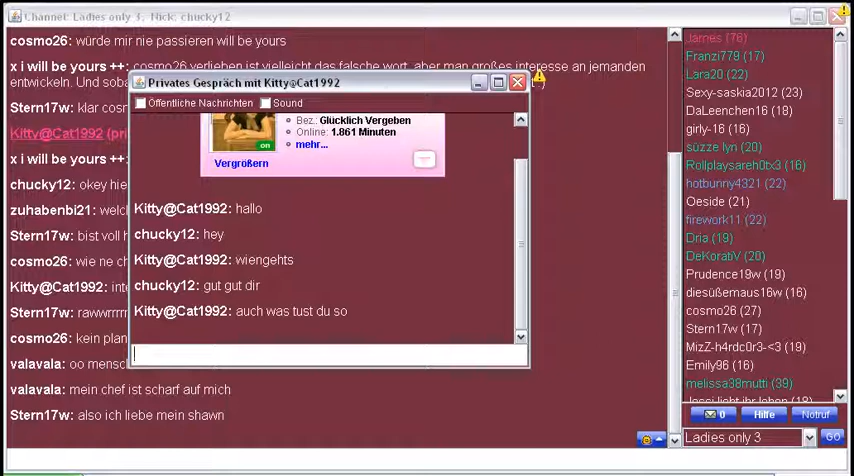 Channel: Ladies only 3, Nick: chucky12
cosmo26: würde mir nie passieren will be yours
x i will be yours ++: cosmo26 verlieben ist vielleicht das falsche wort, aber man großes interesse an jemanden
entwickeln. Und soba
Stern17w: klar cosm
Kitty@Cat1992 (pri
x i will be yours ++:
chucky12: okey hie
zuhabenbi21: welc
Stern17w: bist voll h
cosmo26: wie ne ch
Kitty@Cat1992: inte
Stern17w: rawwrrrrr
cosmo26: kein plan
valavala: oo mensc
valavala: mein chef ist scharf auf mich
Stern17w: also ich liebe mein shawn
Privates Gespräch mit Kitty@Cat1992
Öffentliche Nachrichten Sound
Bez.: Glücklich Vergeben
Online: 1.861 Minuten
mehr...
on
Vergrößern
Kitty@Cat1992: hallo
chucky12: hey
Kitty@Cat1992: wiengehts
chucky12: gut gut dir
Kitty@Cat1992: auch was tust du so
James (78)
Franzi779 (17)
Lara20 (22)
Sexy-saskia2012 (23)
DaLeenchen16 (18)
girly-16 (16)
süzze lyn (20)
Rollplaysareh0tx3 (16)
hotbunny4321 (22)
Oeside (21)
firework11 (22)
Dria (19)
DeKoratiV (20)
Prudence19w (19)
diesüßemaus16w (16)
cosmo26 (27)
Stern17w (17)
MizZ-h4rdc0r3-<3 (19)
Emily96 (16)
melissa38mutti (39)
0 Hilfe Notruf
Ladies only 3 GO